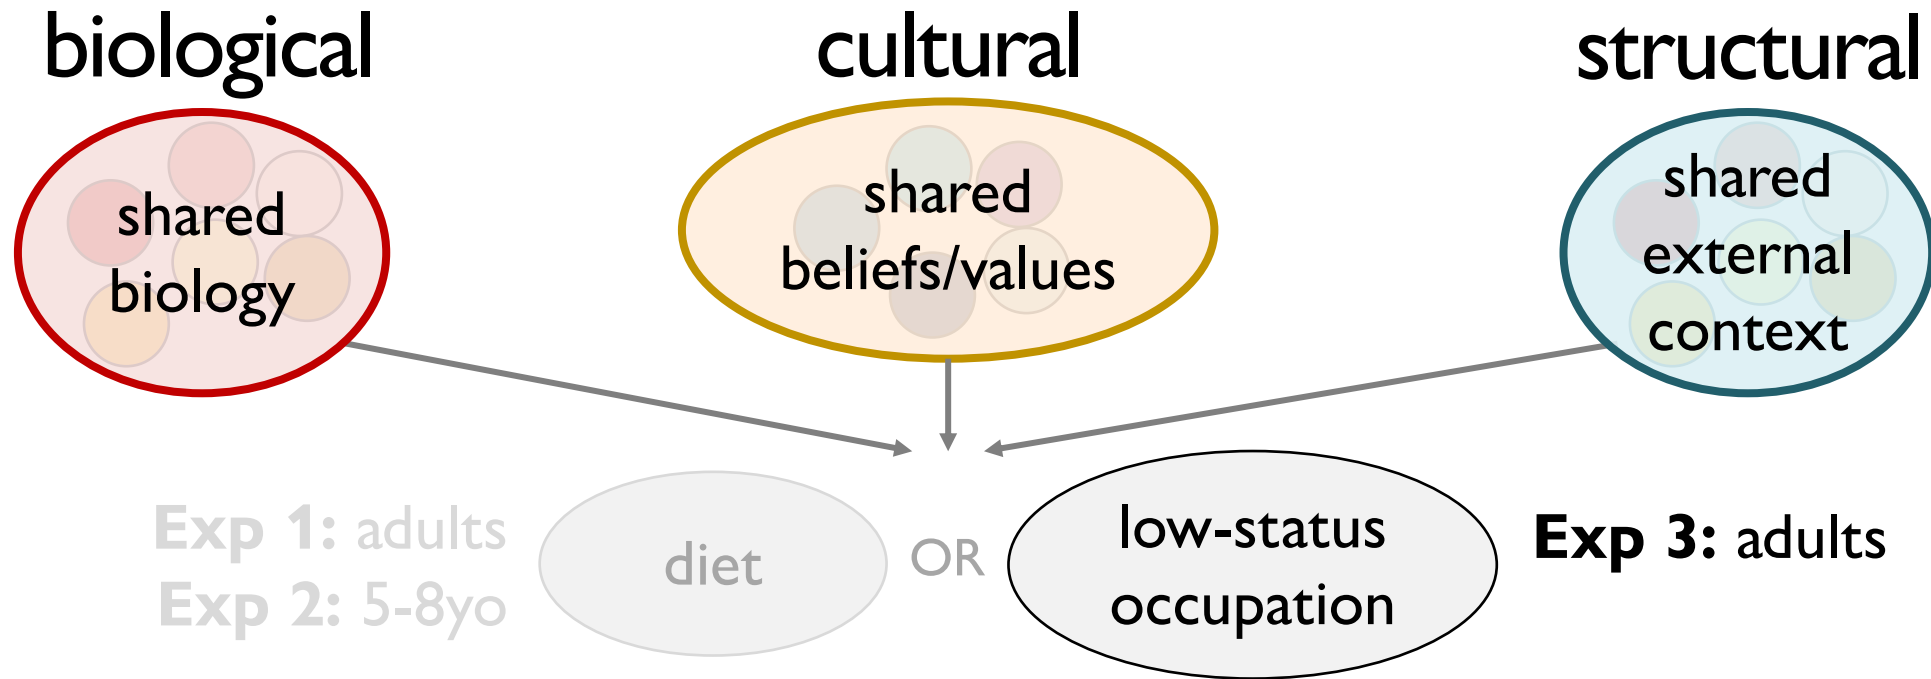 biological
cultural
structural
shared
biology
shared
beliefs/values
shared
external
context
Exp 1: adults
Exp 2: 5-8yo
diet
OR
low-status
occupation
Exp 3: adults